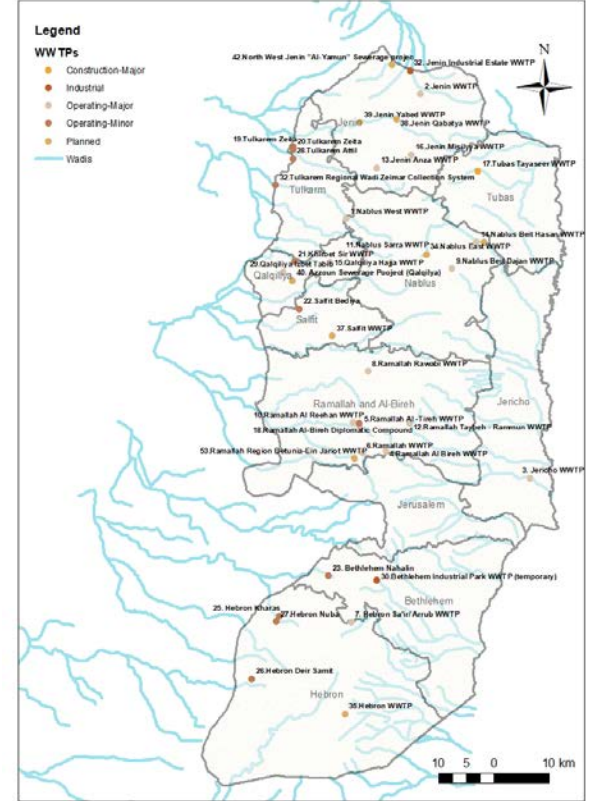 Legend
WWTPs
Construction-Major
Industrial
Operating-Major
Operating-Minor
Planned
Wadis
N
42.North West Jenin "Al-Yamun" Sewerage projec
32. Jenin Industrial Estate WWTP
2.Jenin WWTP
Jenin
39.Jenin Yabed WWTP
38.Jenin Qabatya WWTP
19.Tulkarem Zeita
20.Tulkarem Zeita
28.Tulkarem Attil
16.Jenin Misilyya WWTP
13.Jenin Anza WWTP
17.Tubas Tayaseer WWTP
32.Tulkarem Regional Wadi Zeimar Collection System
Tulkarm
Tubas
1.Nablus West WWTP
14.Nablus Beit Hasan WWTP
11.Nablus Sarra WWTP
34.Nablus East WWTP
21.Khirbet Sir WWTP
29.Qalqiliya Izbet Tabib
15.Qalqiliya Hajja WWTP
9.Nablus Beit Dajan WWTP
Qalqiliya
40. Azzoun Sewerage Pooject (Qalqilya)
Nablus
22.Salfit Bediya
Salfit
37.Salfit WWTP
8.Ramallah Rawabi WWTP
Jericho
Ramallah and Al-Bireh
10.Ramallah Al Reehan WWTP
5.Ramallah Al-Tireh WWTP
12.Ramallah Taybeh - Rammun WWTP
18.Ramallah Al-Bireh Diplomatic Compound
6.Ramallah WWTP
53.Ramallah Region Detunia-Ein Jariot WWTP
4.Ramallah Al Bireh WWTP
3. Jericho WWTP
Jerusalem
23. Bethlehem Nahalin
30.Bethlehem Industrial Park WWTP (temporary)
Bethlehem
25. Hebron Kharas
27.Hebron Nuba
7. Hebron Sa'ir/Arrub WWTP
26.Hebron Deir Samit
Hebron
35.Hebron WWTP
10 5 0 10 km